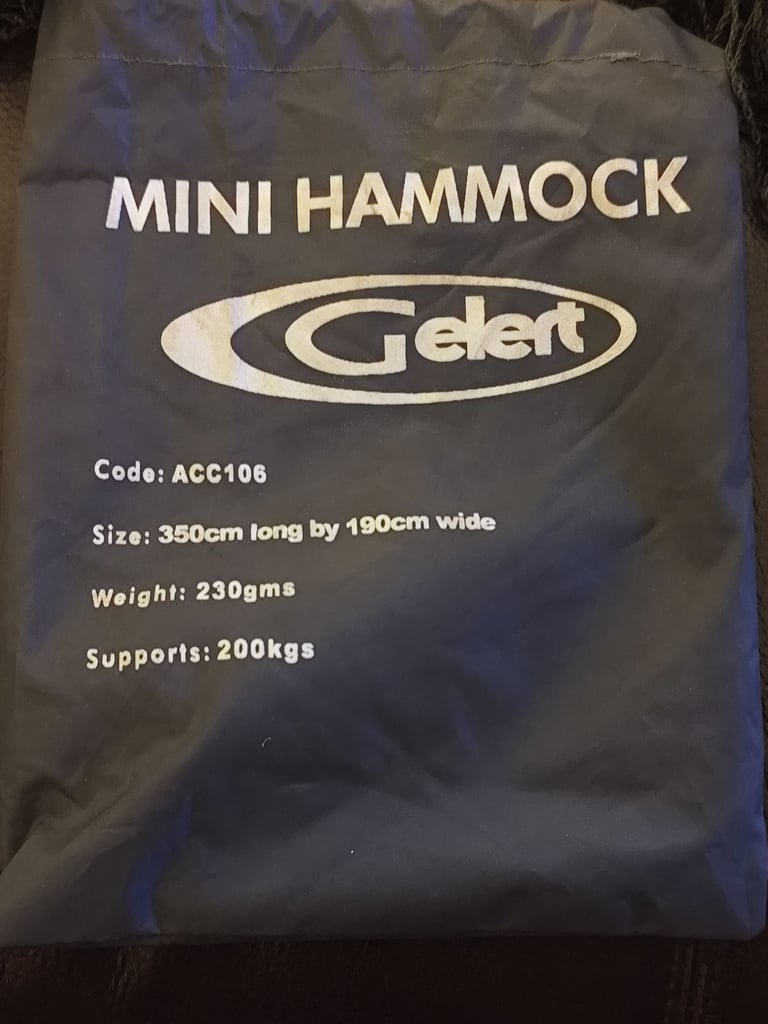 MINI HAMMOCK
Gelert
Code: ACC106
Size: 350cm long by 190cm wide
Weight: 230gms
Supports: 200kgs